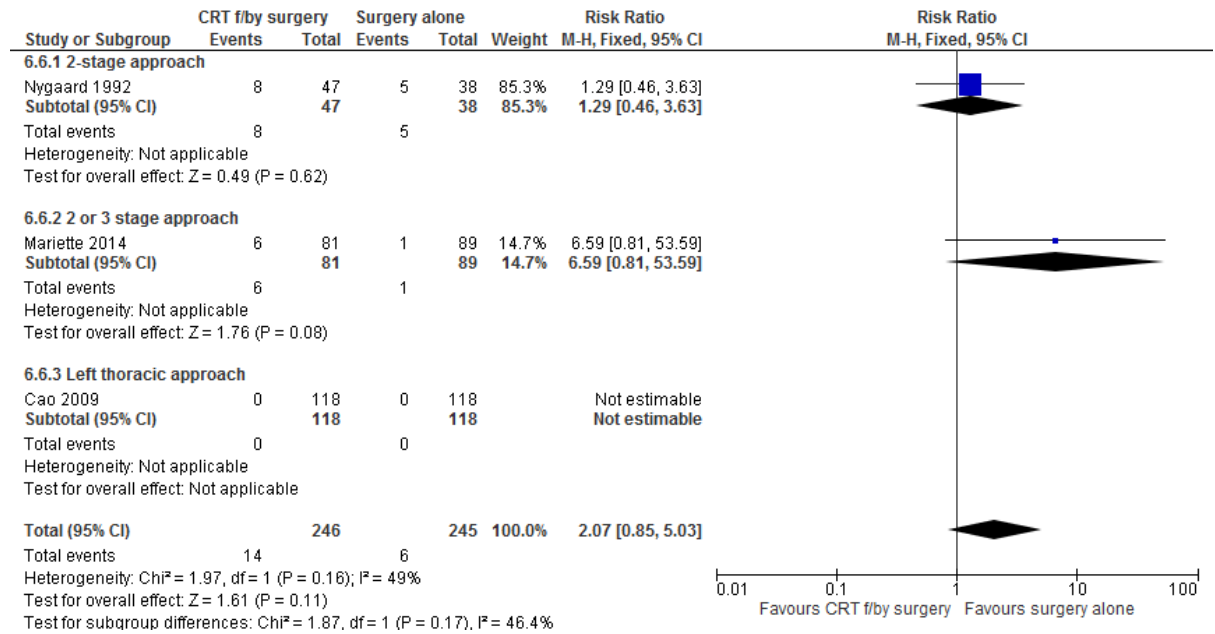 CRT f/by surgery Surgery alone Risk Ratio Risk Ratio
Study or Subgroup Events Total Events Total Weight M-H, Fixed, 95% CI M-H, Fixed, 95% CI
6.6.1 2-stage approach
Nygaard 1992 8 47 5 38 85.3% 1.29 [0.46, 3.63]
Subtotal (95% CI) 47 38 85.3% 1.29 [0.46, 3.63]
Total events 8 5
Heterogeneity: Not applicable
Test for overall effect: Z = 0.49 (P = 0.62)
6.6.2 2 or 3 stage approach
Mariette 2014 6 81 1 89 14.7% 6.59 [0.81, 53.59]
Subtotal (95% CI) 81 89 14.7% 6.59 [0.81, 53.59]
Total events 6 1
Heterogeneity: Not applicable
Test for overall effect: Z = 1.76 (P = 0.08)
6.6.3 Left thoracic approach
Cao 2009 0 118 0 118 Not estimable
Subtotal (95% CI) 118 118 Not estimable
Total events 0 0
Heterogeneity: Not applicable
Test for overall effect: Not applicable
Total (95% CI) 246 245 100.0% 2.07 [0.85, 5.03]
Total events 14 6
Heterogeneity: Chi² = 1.97, df = 1 (P = 0.16); I² = 49%
Test for overall effect: Z = 1.61 (P = 0.11)
Test for subgroup differences: Chi² = 1.87, df = 1 (P = 0.17), I² = 46.4%
0.01 0.1 1 10 100
Favours CRT f/by surgery Favours surgery alone